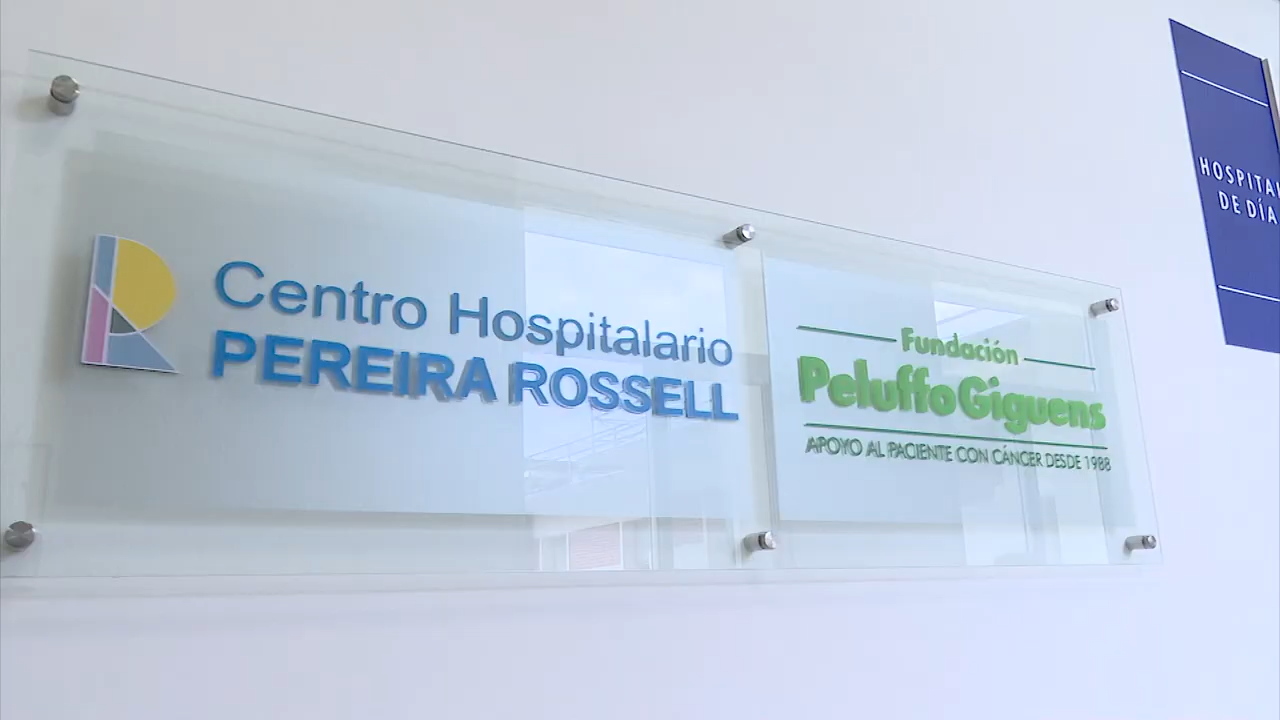 Centro Hospitalario
PEREIRA ROSSELL
Fundación
Peluffo Giguens
APOYO AL PACIENTE CON CÁNCER DESDE 1988
HOSPITAL
DE DÍA